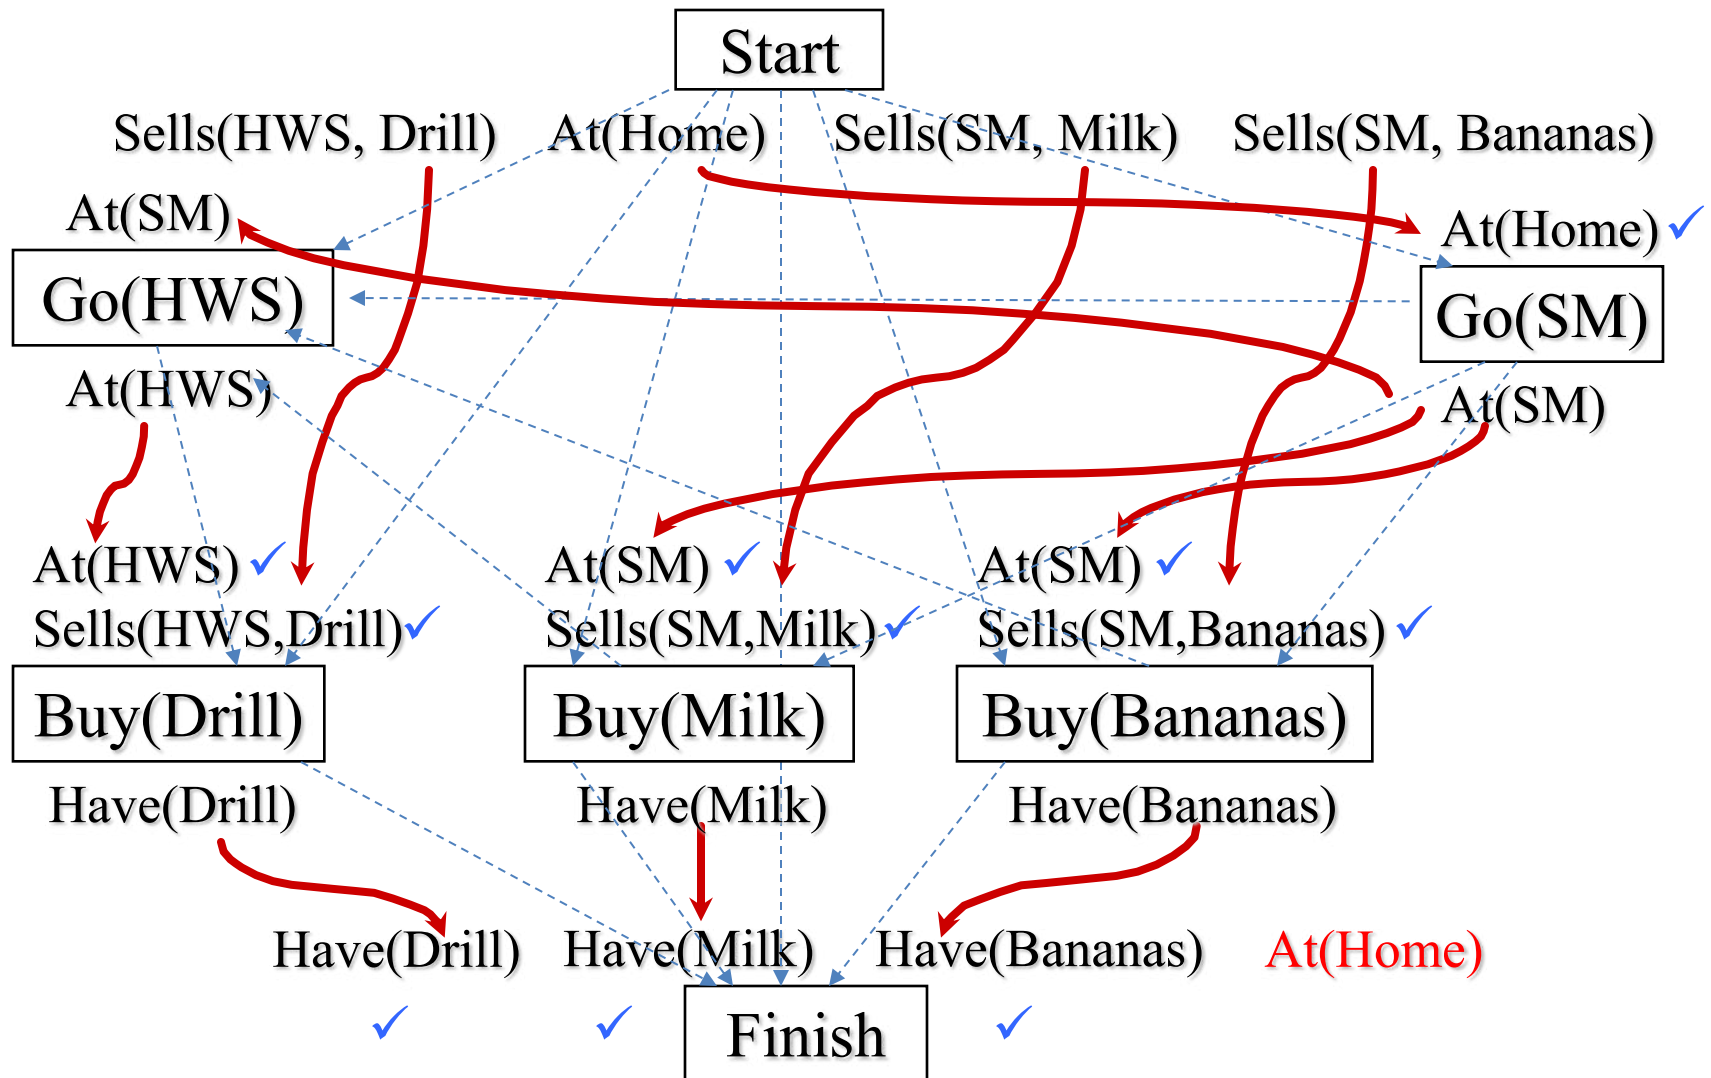 Start
Sells(HWS, Drill) At(Home) Sells(SM, Milk) Sells(SM, Bananas)
At(SM) At(Home) ✓
Go(HWS) Go(SM)
At(HWS) At(SM)
At(HWS) ✓ At(SM) ✓ At(SM) ✓
Sells(HWS,Drill) ✓ Sells(SM,Milk) ✓ Sells(SM,Bananas) ✓
Buy(Drill) Buy(Milk) Buy(Bananas)
Have(Drill) Have(Milk) Have(Bananas)
Have(Drill) Have(Milk) Have(Bananas) At(Home)
✓ ✓ ✓
Finish